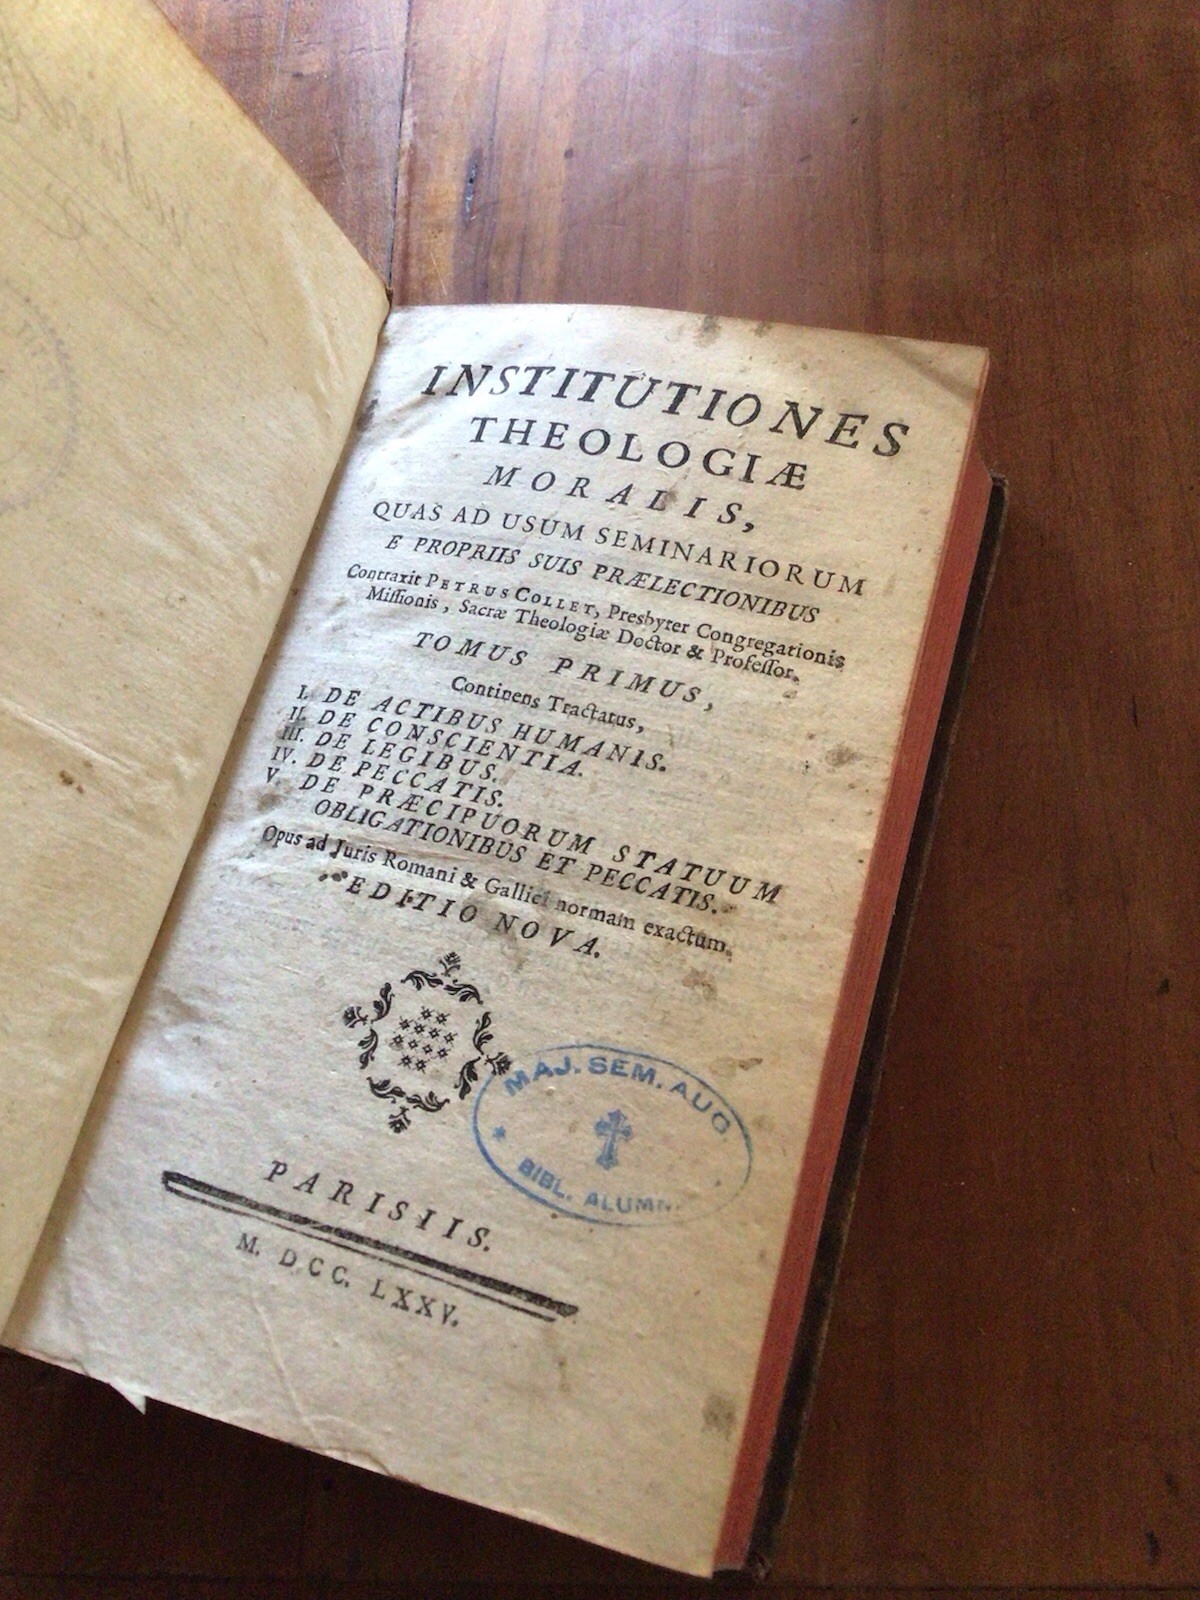 INSTITUTIONES
THEOLOGIÆ
MORALIS,
QUAS AD USUM SEMINARIORUM
E PROPRIIS SUIS PRÆLECTIONIBUS
Contraxit PETRUS COLLET, Presbyter Congregationis
Miſſionis, Sacræ Theologiæ Doctor & Profeſſor.
TOMUS PRIMUS,
Continens Tractatus,
I. DE ACTIBUS HUMANIS.
II. DE CONSCIENTIA.
III. DE LEGIBUS.
IV. DE PECCATIS.
V. DE PRÆCIPUORUM STATUUM
OBLIGATIONIBUS ET PECCATIS.
Opus ad Juris Romani & Gallici normam exactum.
EDITIO NOVA.
MAJ. SEM. AUG
BIBL. ALUMN.
PARISIIS.
M. DCC. LXXV.